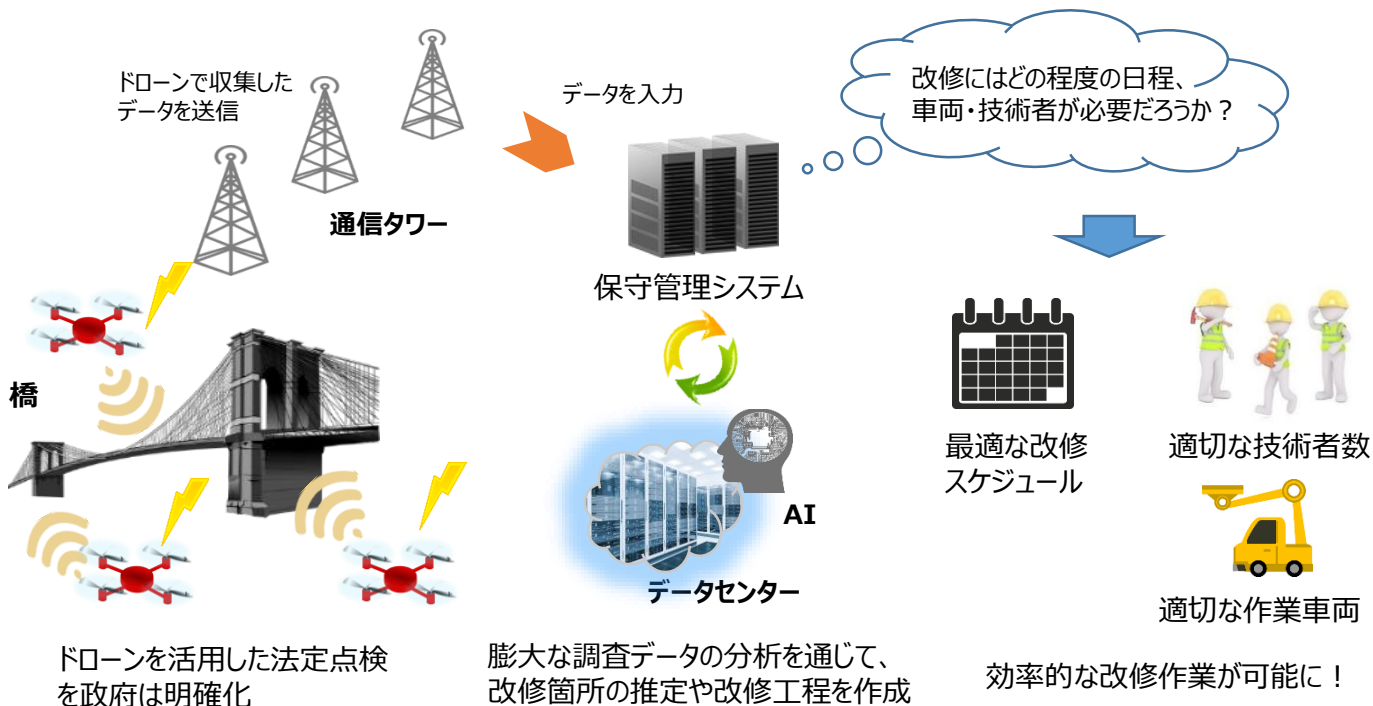 ドローンで収集した
データを送信
通信タワー
データを入力
改修にはどの程度の日程、
車両・技術者が必要だろうか？
保守管理システム
橋
AI
データセンター
最適な改修
スケジュール
適切な技術者数
適切な作業車両
ドローンを活用した法定点検
を政府は明確化
膨大な調査データの分析を通じて、
改修箇所の推定や改修工程を作成
効率的な改修作業が可能に！